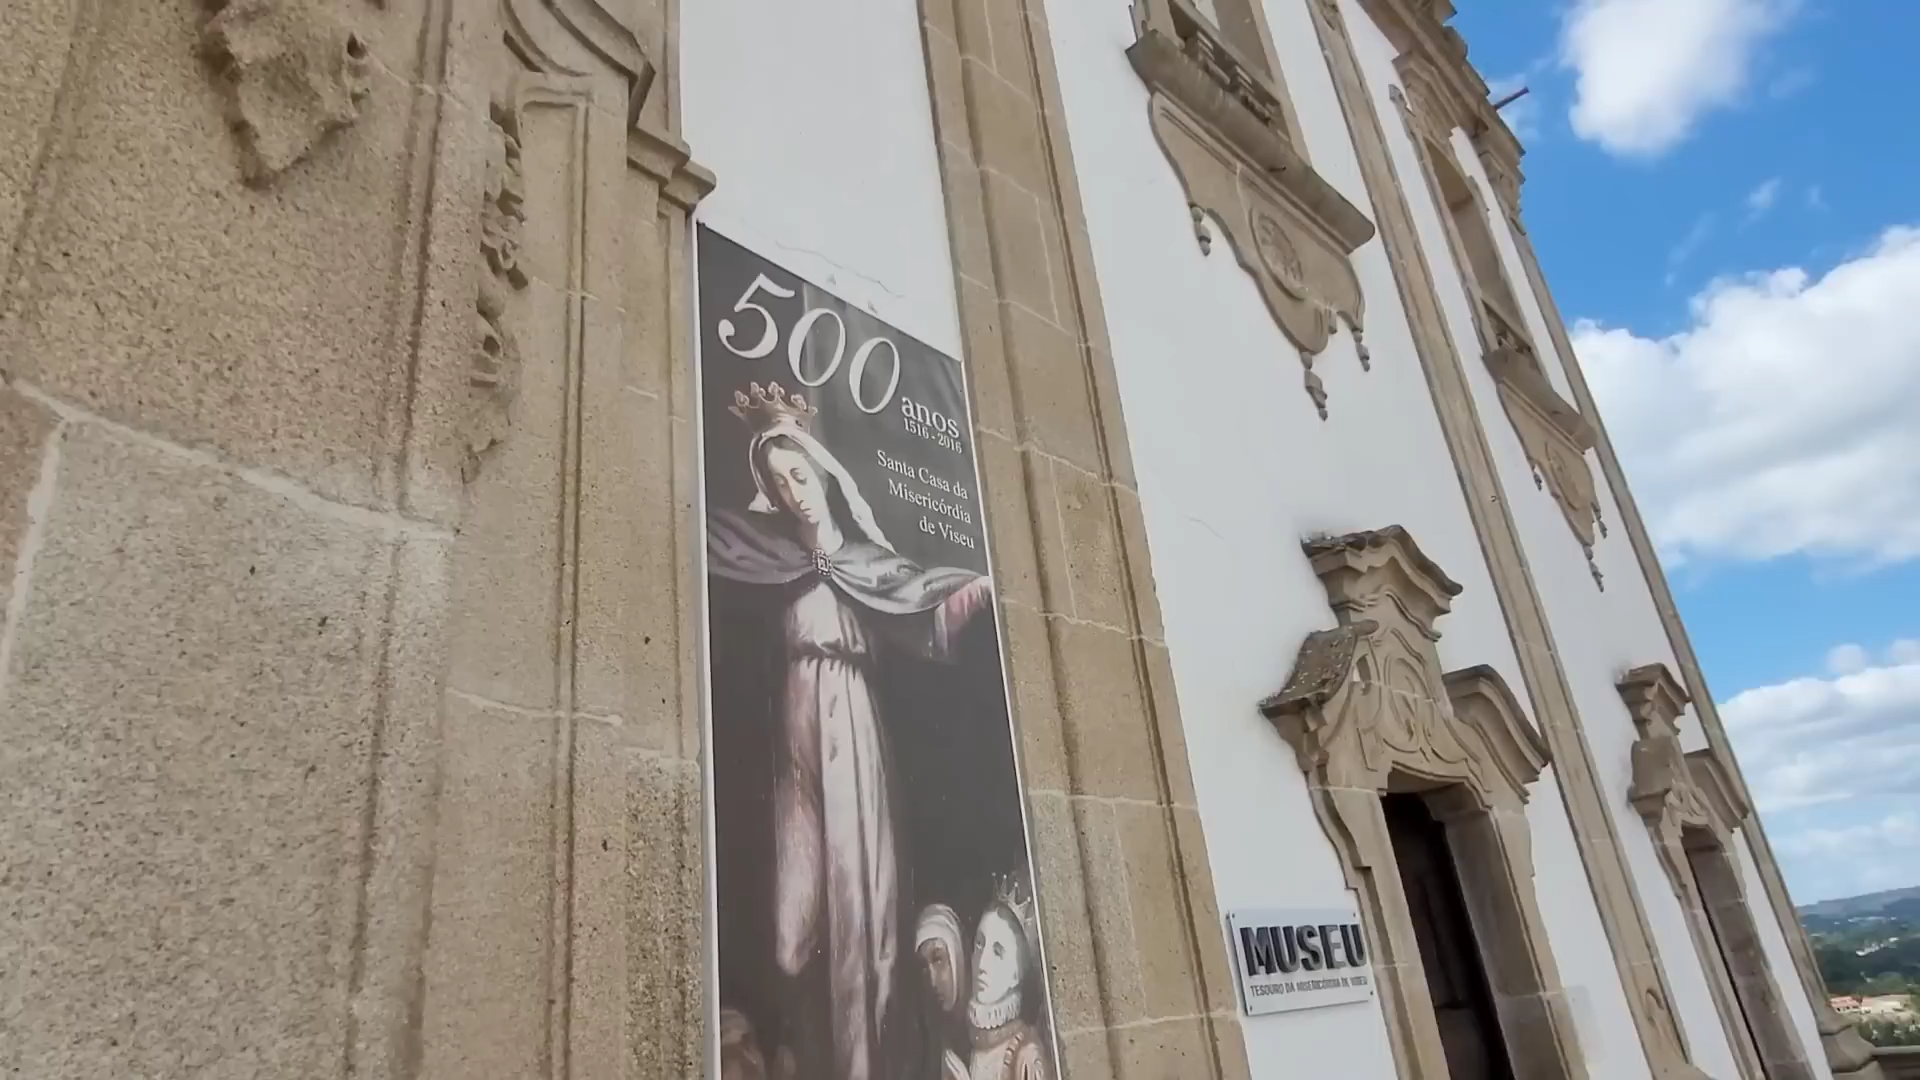 500
anos
1516 - 2016
Santa Casa da
Misericórdia
de Viseu
MUSEU
TESOURO DA MISERICÓRDIA DE VISEU